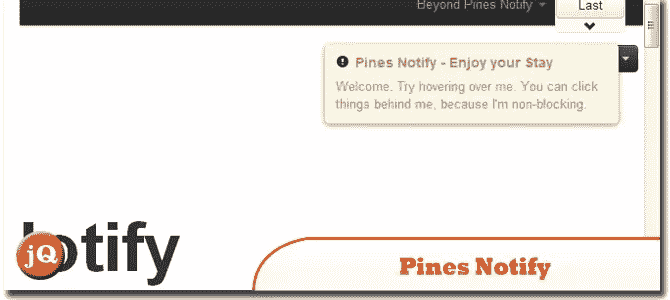 Beyond Pines Notify
Last
Pines Notify - Enjoy your Stay
Welcome. Try hovering over me. You can click
things behind me, because I'm non-blocking.
otify
jQ
Pines Notify